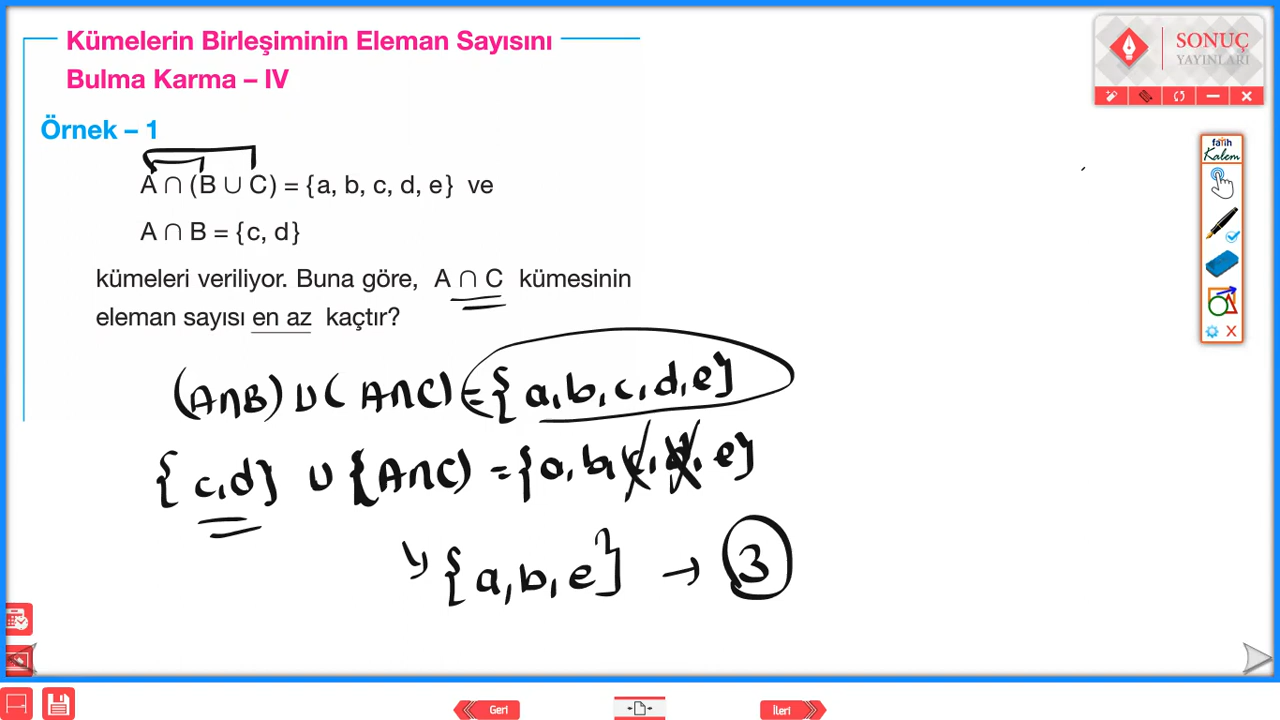 Kümelerin Birleşiminin Eleman Sayısını
Bulma Karma – IV
SONUÇ
YAYINLARI
Örnek – 1
A ∩ (B ∪ C) = {a, b, c, d, e} ve
A ∩ B = {c, d}
kümeleri veriliyor. Buna göre, A ∩ C kümesinin
eleman sayısı en az kaçtır?
fatih
Kalem
(A∩B) ∪ (A∩C) = {a, b, c, d, e}
{c, d} ∪ {A∩C) = {a, b, c, d, e}
{a, b, e} → 3
Geri
İleri